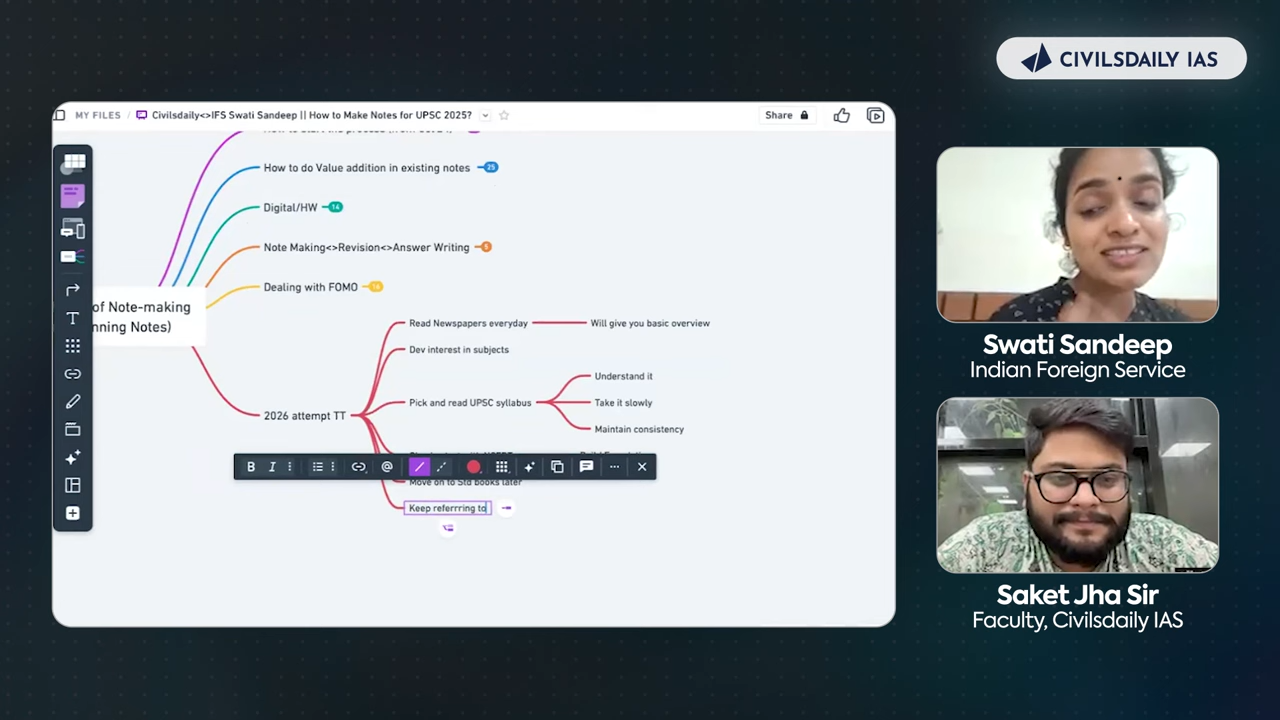 CIVILSDAILY IAS
MY FILES / Civilsdaily<>IFS Swati Sandeep || How to Make Notes for UPSC 2025?
Share
How to do Value addition in existing notes 25
Digital/HW 14
Note Making<>Revision<>Answer Writing 5
Dealing with FOMO
of Note-making
nning Notes)
Read Newspapers everyday
Will give you basic overview
Dev interest in subjects
Understand it
Pick and read UPSC syllabus
Take it slowly
Maintain consistency
2026 attempt TT
B I @
Move on to Std books later
Keep referrring to
Swati Sandeep
Indian Foreign Service
Saket Jha Sir
Faculty, Civilsdaily IAS